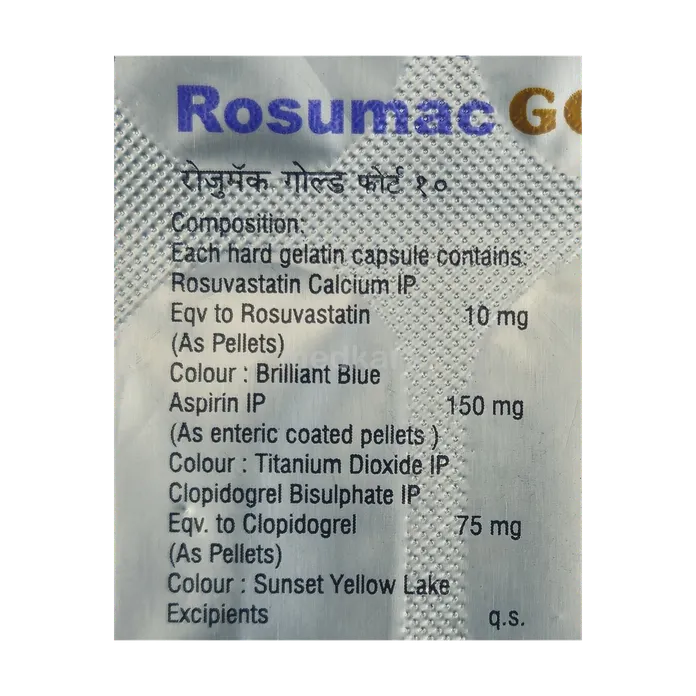 Rosumac
रोजुमॅक गोल्ड फोर्ट १०
Composition:
Each hard gelatin capsule contains:
Rosuvastatin Calcium IP
Eqv to Rosuvastatin 10 mg
(As Pellets)
Colour : Brilliant Blue
Aspirin IP 150 mg
(As enteric coated pellets )
Colour : Titanium Dioxide IP
Clopidogrel Bisulphate IP
Eqv. to Clopidogrel 75 mg
(As Pellets)
Colour : Sunset Yellow Lake
Excipients q.s.